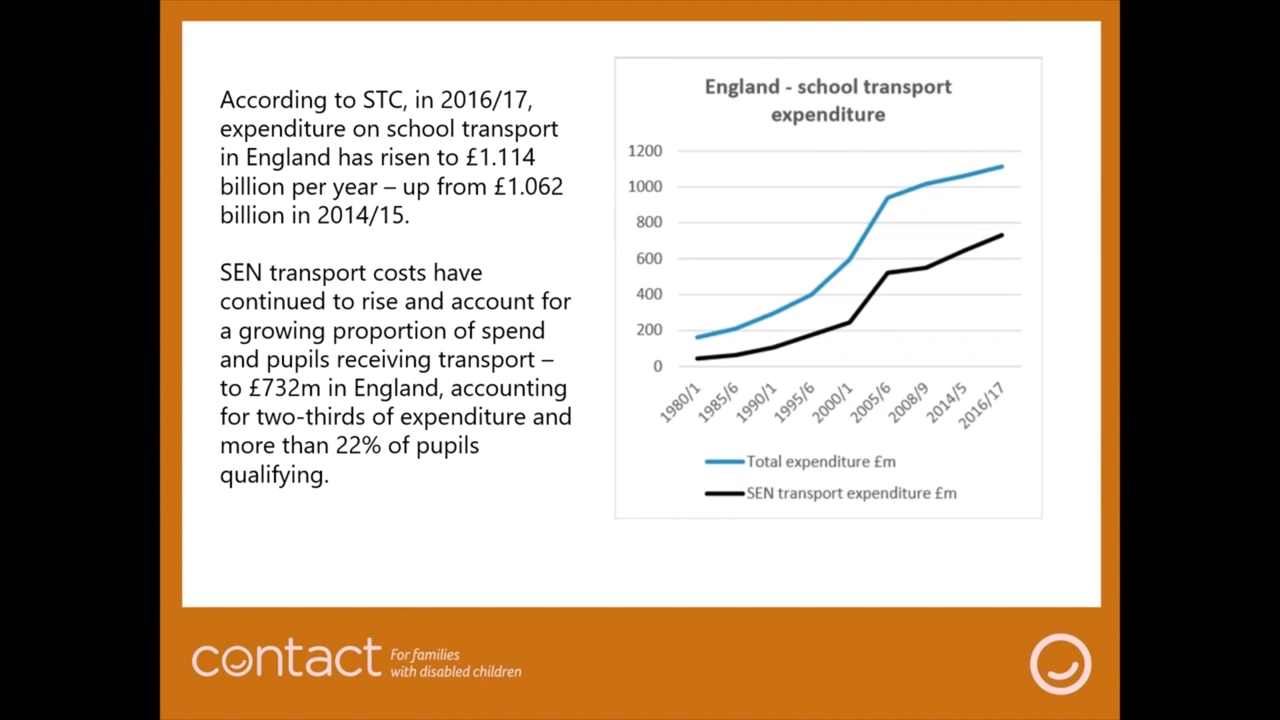 According to STC, in 2016/17,
expenditure on school transport
in England has risen to £1.114
billion per year – up from £1.062
billion in 2014/15.
SEN transport costs have
continued to rise and account for
a growing proportion of spend
and pupils receiving transport –
to £732m in England, accounting
for two-thirds of expenditure and
more than 22% of pupils
qualifying.
England - school transport
expenditure
1200
1000
800
600
400
200
0
1980/1
1985/6
1990/1
1995/6
2000/1
2005/6
2008/9
2014/5
2016/17
Total expenditure £m
SEN transport expenditure £m
contact
For families
with disabled children